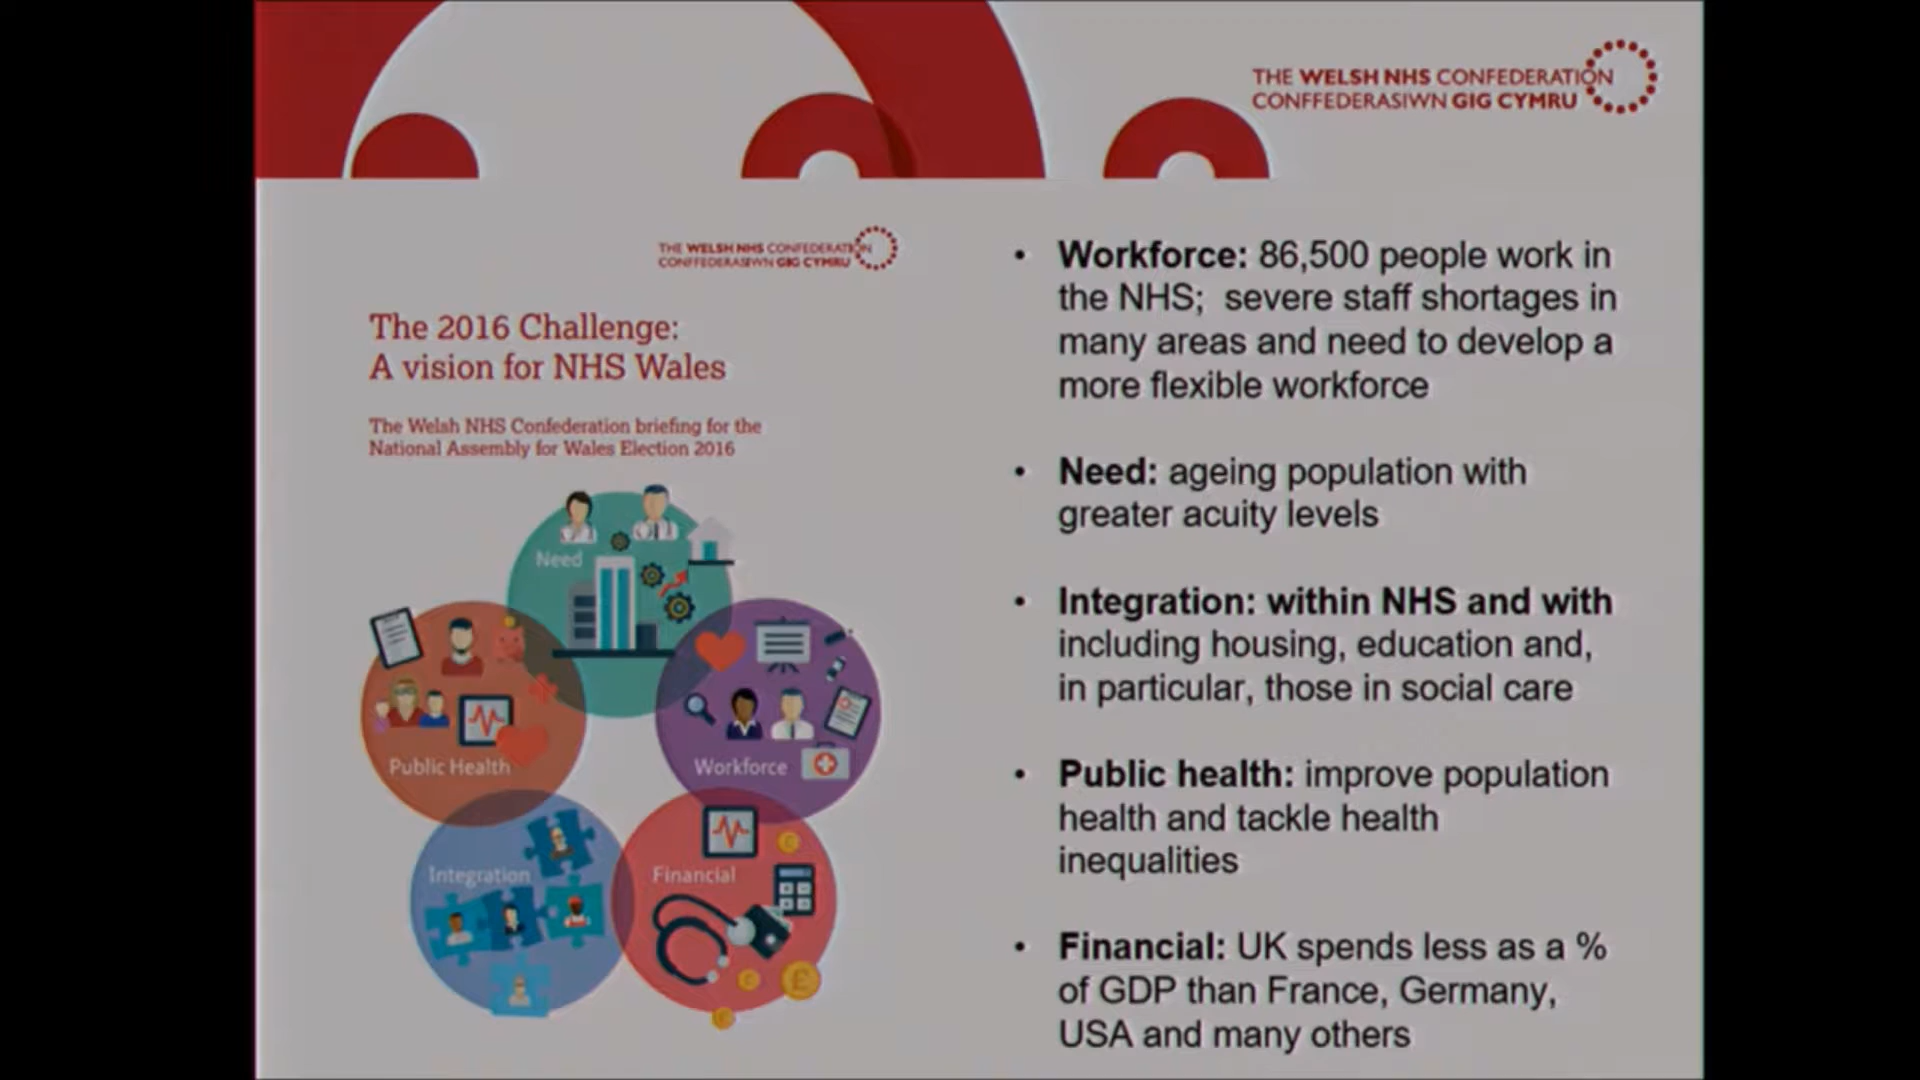 THE WELSH NHS CONFEDERATION
CONFFEDERASIWN GIG CYMRU
THE WELSH NHS CONFEDERATION
CONFFEDERASIWN GIG CYMRU
The 2016 Challenge:
A vision for NHS Wales
The Welsh NHS Confederation briefing for the
National Assembly for Wales Election 2016
Need
Public Health
Workforce
Integration
Financial
• Workforce: 86,500 people work in
the NHS; severe staff shortages in
many areas and need to develop a
more flexible workforce
• Need: ageing population with
greater acuity levels
• Integration: within NHS and with
including housing, education and,
in particular, those in social care
• Public health: improve population
health and tackle health
inequalities
• Financial: UK spends less as a %
of GDP than France, Germany,
USA and many others